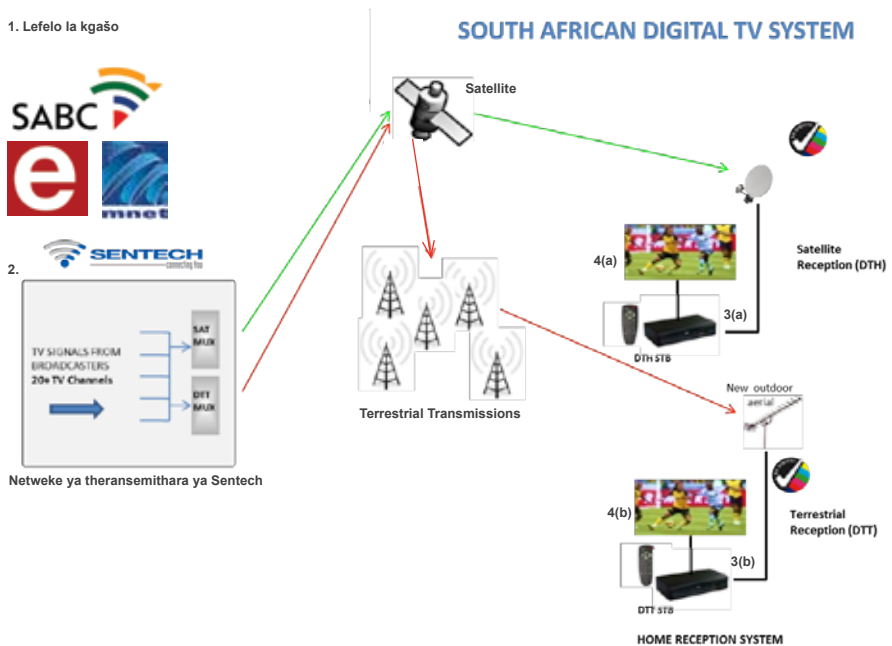 1. Lefelo la kgašo
SOUTH AFRICAN DIGITAL TV SYSTEM
SABC
e
mnet
Satellite
2.
SENTECH
connecting you
TV SIGNALS FROM
BROADCASTERS
20+ TV Channels
SAT
MUX
DTT
MUX
Netweke ya theransemithara ya Sentech
Terrestrial Transmissions
4(a)
3(a)
DTH STB
Satellite
Reception (DTH)
New outdoor
aerial
4(b)
3(b)
DTT STB
Terrestrial
Reception (DTT)
HOME RECEPTION SYSTEM